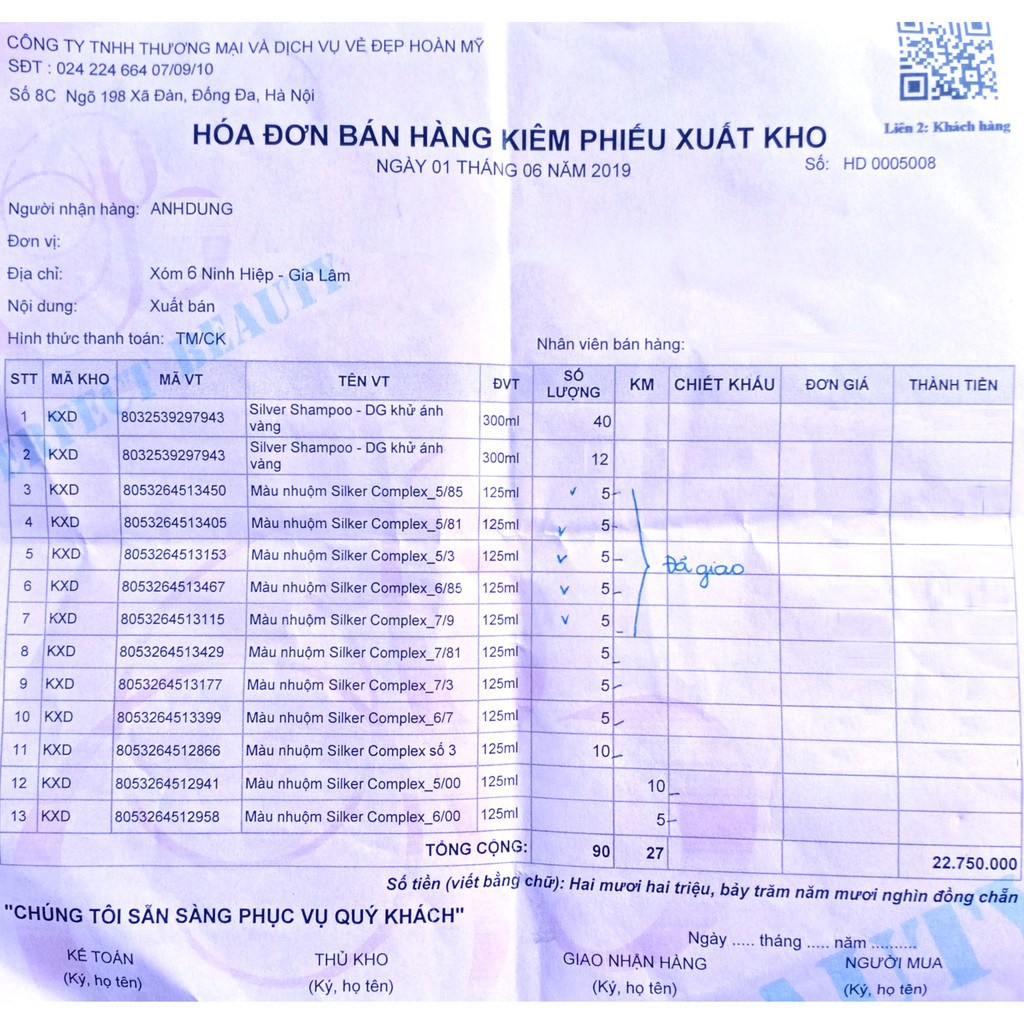 CÔNG TY TNHH THƯƠNG MẠI VÀ DỊCH VỤ VẺ ĐẸP HOÀN MỸ
SĐT : 024 224 664 07/09/10
Số 8C Ngõ 198 Xã Đàn, Đống Đa, Hà Nội
Liên 2: Khách hàng
HÓA ĐƠN BÁN HÀNG KIÊM PHIẾU XUẤT KHO
NGÀY 01 THÁNG 06 NĂM 2019
Số: HD 0005008
Người nhận hàng: ANHDUNG
Đơn vị:
Địa chỉ: Xóm 6 Ninh Hiệp - Gia Lâm
Nội dung: Xuất bán
Hình thức thanh toán: TM/CK
Nhân viên bán hàng:
PERFECT BEAUTY
STT MÃ KHO MÃ VT TÊN VT ĐVT SỐ LƯỢNG KM CHIẾT KHẤU ĐƠN GIÁ THÀNH TIỀN
1 KXD 8032539297943 Silver Shampoo - DG khử ánh vàng 300ml 40
2 KXD 8032539297943 Silver Shampoo - DG khử ánh vàng 300ml 12
3 KXD 8053264513450 Màu nhuộm Silker Complex_5/85 125ml 5
4 KXD 8053264513405 Màu nhuộm Silker Complex_5/81 125ml 5
5 KXD 8053264513153 Màu nhuộm Silker Complex_5/3 125ml 5
Đả giao
6 KXD 8053264513467 Màu nhuộm Silker Complex_6/85 125ml 5
7 KXD 8053264513115 Màu nhuộm Silker Complex_7/9 125ml 5
8 KXD 8053264513429 Màu nhuộm Silker Complex_7/81 125ml 5
9 KXD 8053264513177 Màu nhuộm Silker Complex_7/3 125ml 5
10 KXD 8053264513399 Màu nhuộm Silker Complex_6/7 125ml 5
11 KXD 8053264512866 Màu nhuộm Silker Complex số 3 125ml 10
12 KXD 8053264512941 Màu nhuộm Silker Complex_5/00 125ml 10
13 KXD 8053264512958 Màu nhuộm Silker Complex_6/00 125ml 5
TỔNG CỘNG: 90 27 22.750.000
Số tiền (viết bằng chữ): Hai mươi hai triệu, bảy trăm năm mươi nghìn đồng chẵn
"CHÚNG TÔI SẴN SÀNG PHỤC VỤ QUÝ KHÁCH"
Ngày ..... tháng ..... năm ..........
KẾ TOÁN THỦ KHO GIAO NHẬN HÀNG NGƯỜI MUA
(Ký, họ tên) (Ký, họ tên) (Ký, họ tên) (Ký, họ tên)